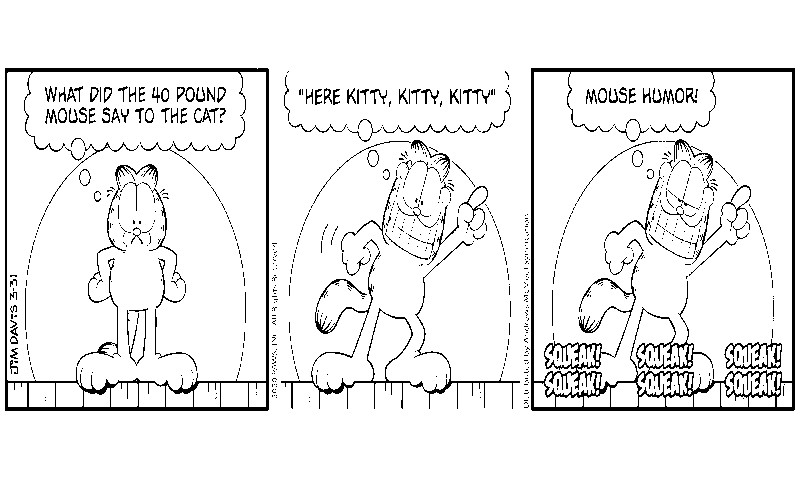 WHAT DID THE 40 POUND
MOUSE SAY TO THE CAT?
JIM DAVIS 3-31
"HERE KITTY, KITTY, KITTY"
MOUSE HUMOR!
SQUEAK! SQUEAK! SQUEAK!
SQUEAK! SQUEAK! SQUEAK!